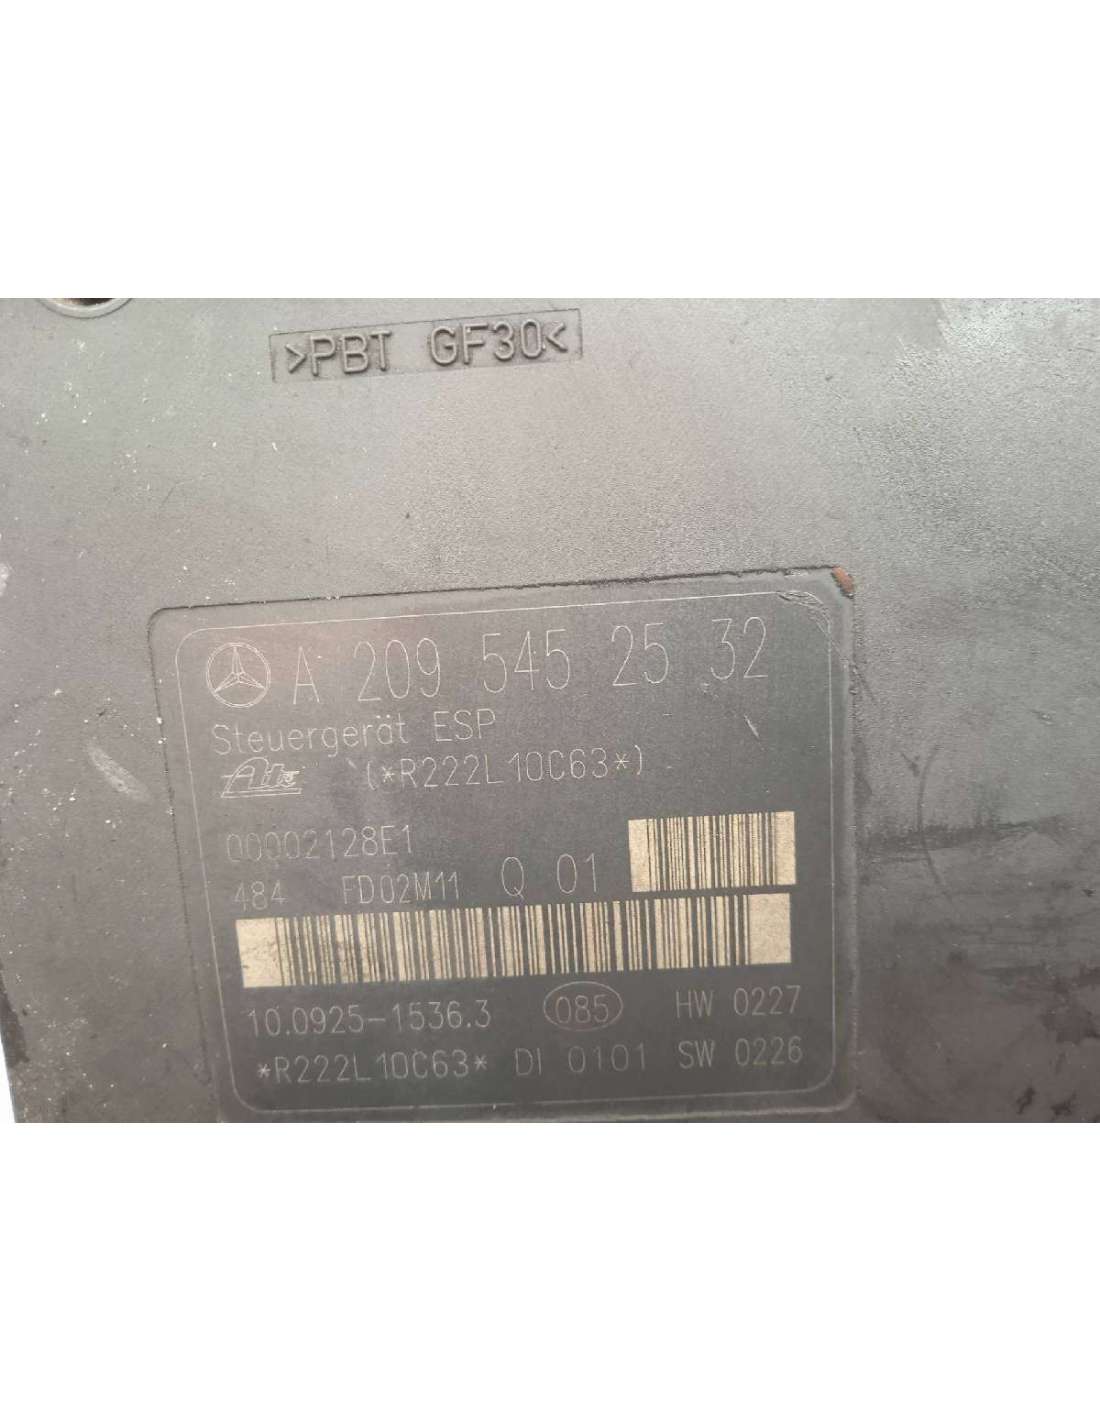 >PBT GF30<
A 209 545 25 32
Steuergerät ESP
Ate (*R222L10C63*)
00002128E1
484 FD02M11 Q 01
10.0925-1536.3 085 HW 0227
*R222L10C63* DI 0101 SW 0226